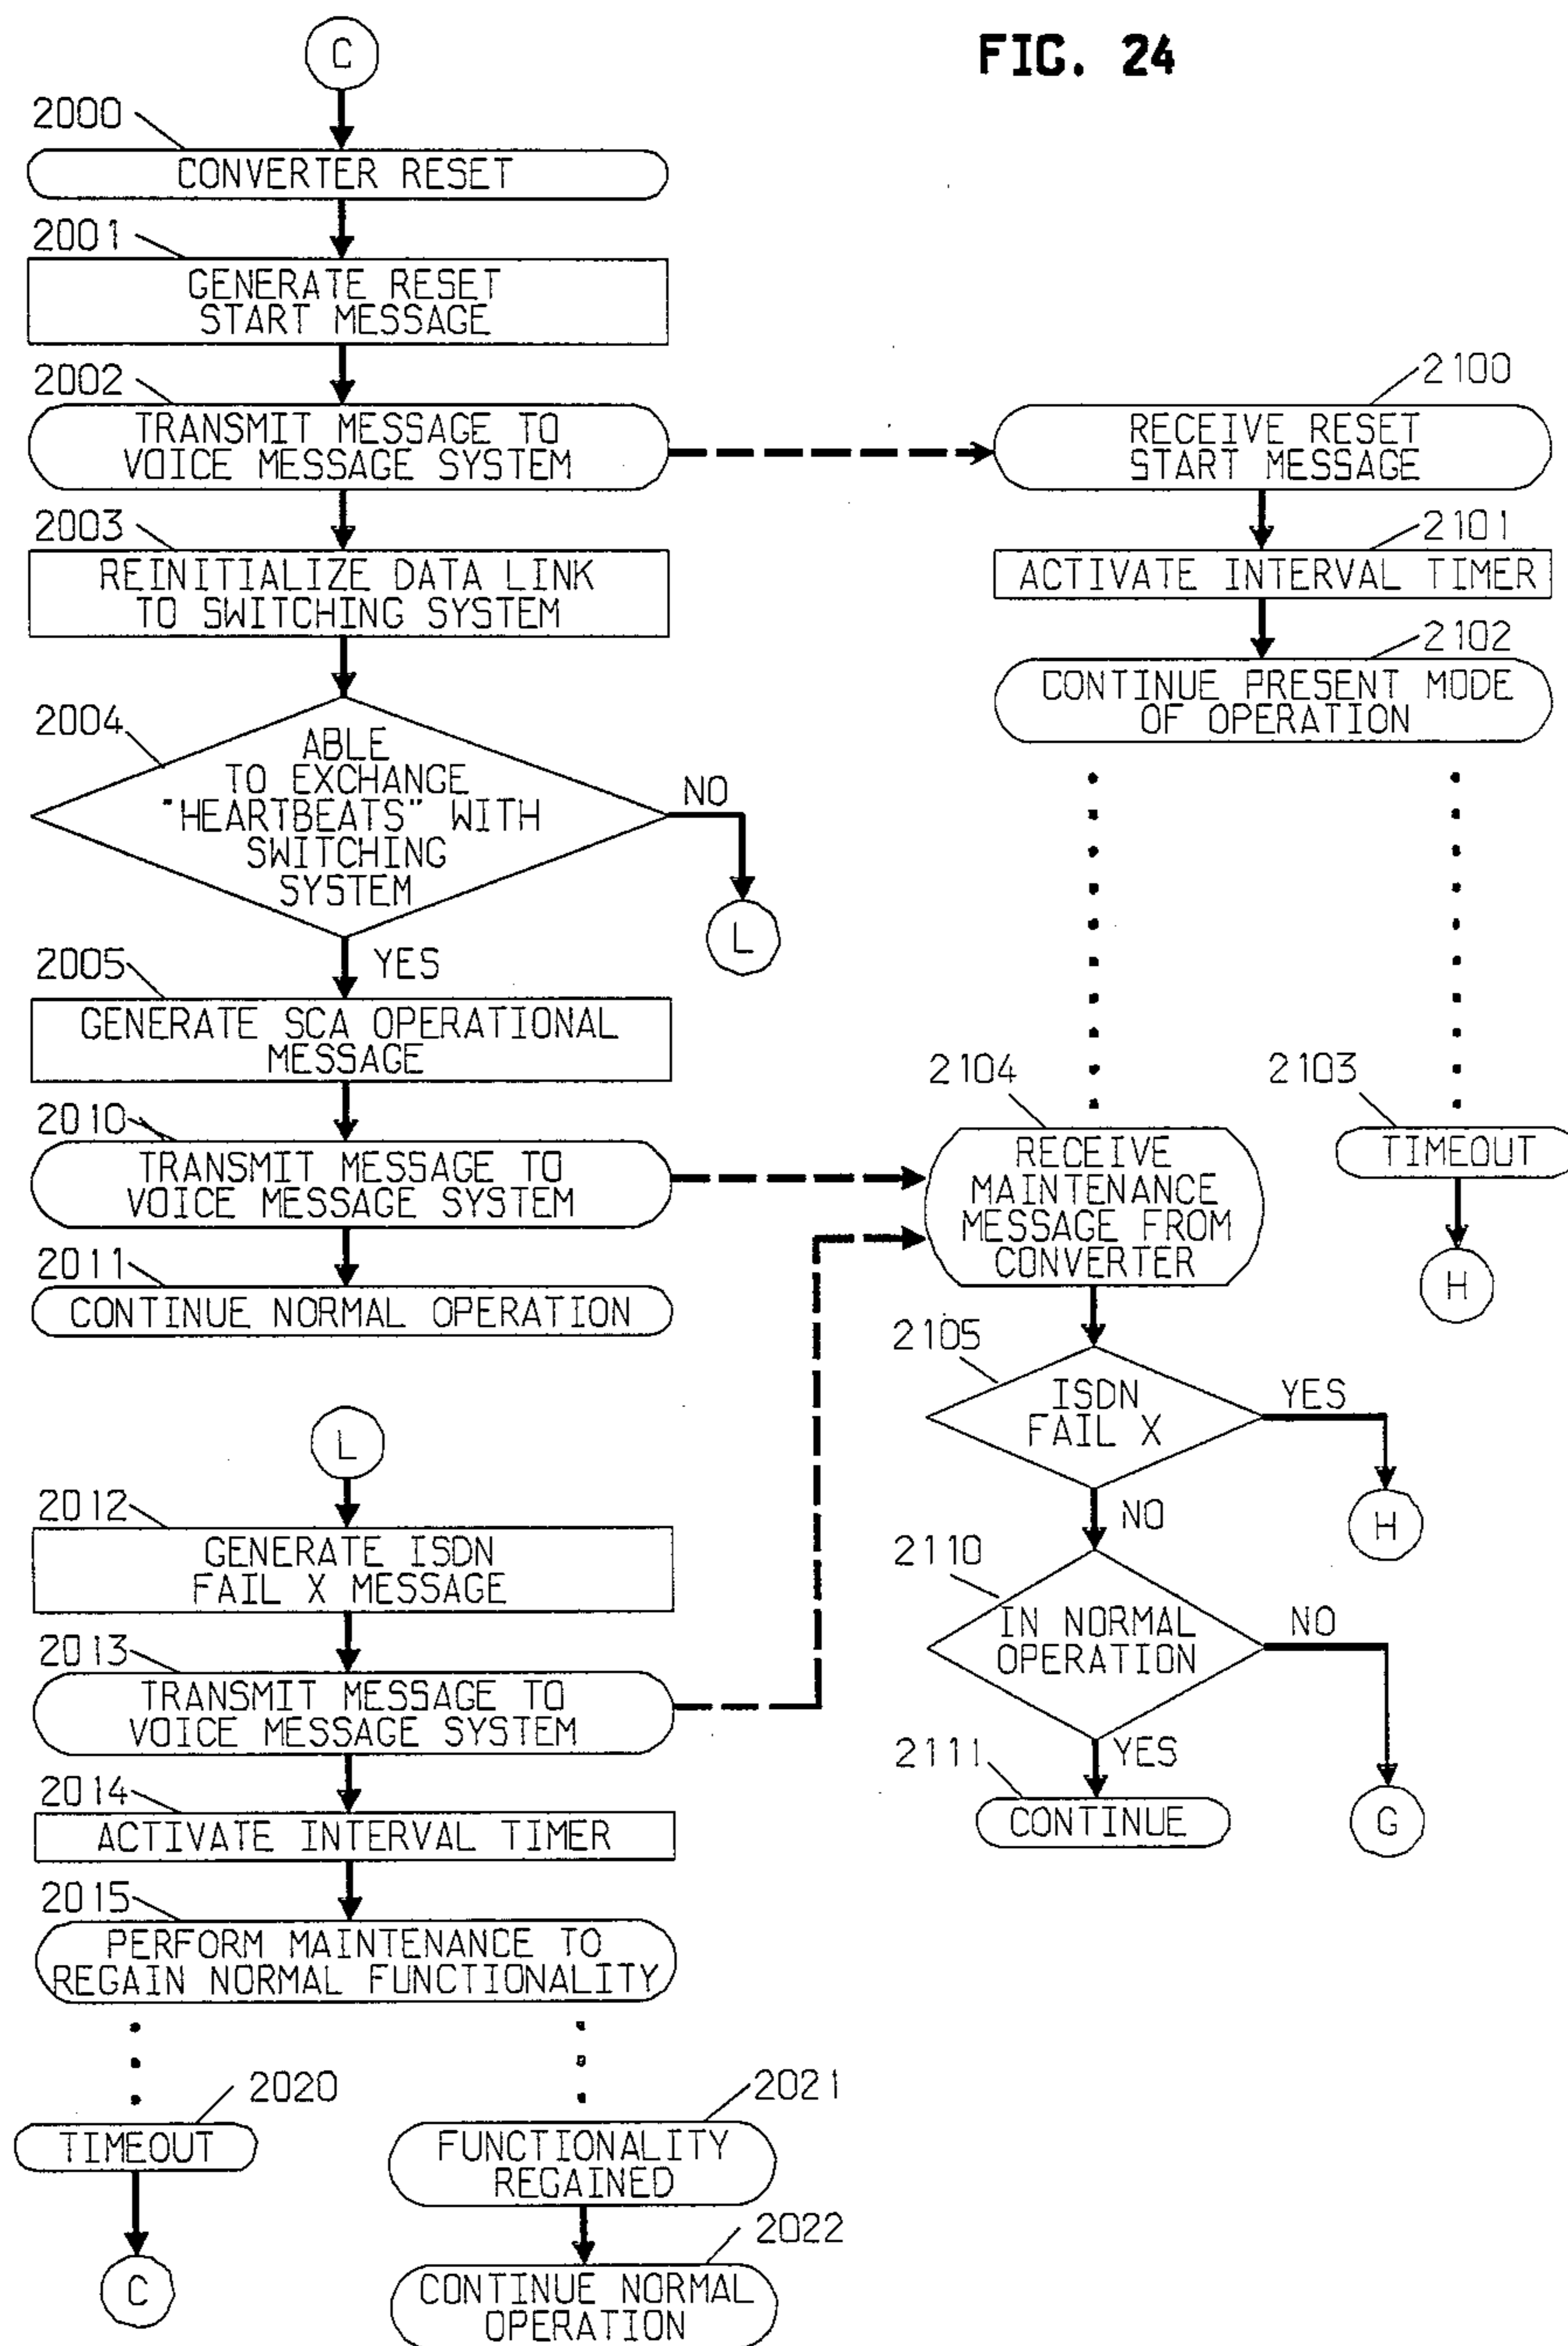 FIG. 24
C
2000
CONVERTER RESET
2001
GENERATE RESET
START MESSAGE
2002
TRANSMIT MESSAGE TO
VOICE MESSAGE SYSTEM
2003
REINITIALIZE DATA LINK
TO SWITCHING SYSTEM
2004
ABLE
TO EXCHANGE
"HEARTBEATS" WITH
SWITCHING
SYSTEM
NO
L
YES
2005
GENERATE SCA OPERATIONAL
MESSAGE
2010
TRANSMIT MESSAGE TO
VOICE MESSAGE SYSTEM
2011
CONTINUE NORMAL OPERATION
L
2012
GENERATE ISDN
FAIL X MESSAGE
2013
TRANSMIT MESSAGE TO
VOICE MESSAGE SYSTEM
2014
ACTIVATE INTERVAL TIMER
2015
PERFORM MAINTENANCE TO
REGAIN NORMAL FUNCTIONALITY
2020
TIMEOUT
C
2021
FUNCTIONALITY
REGAINED
2022
CONTINUE NORMAL
OPERATION
2100
RECEIVE RESET
START MESSAGE
2101
ACTIVATE INTERVAL TIMER
2102
CONTINUE PRESENT MODE
OF OPERATION
2104
RECEIVE
MAINTENANCE
MESSAGE FROM
CONVERTER
2103
TIMEOUT
H
2105
ISDN
FAIL X
YES
H
NO
2110
IN NORMAL
OPERATION
NO
G
YES
2111
CONTINUE